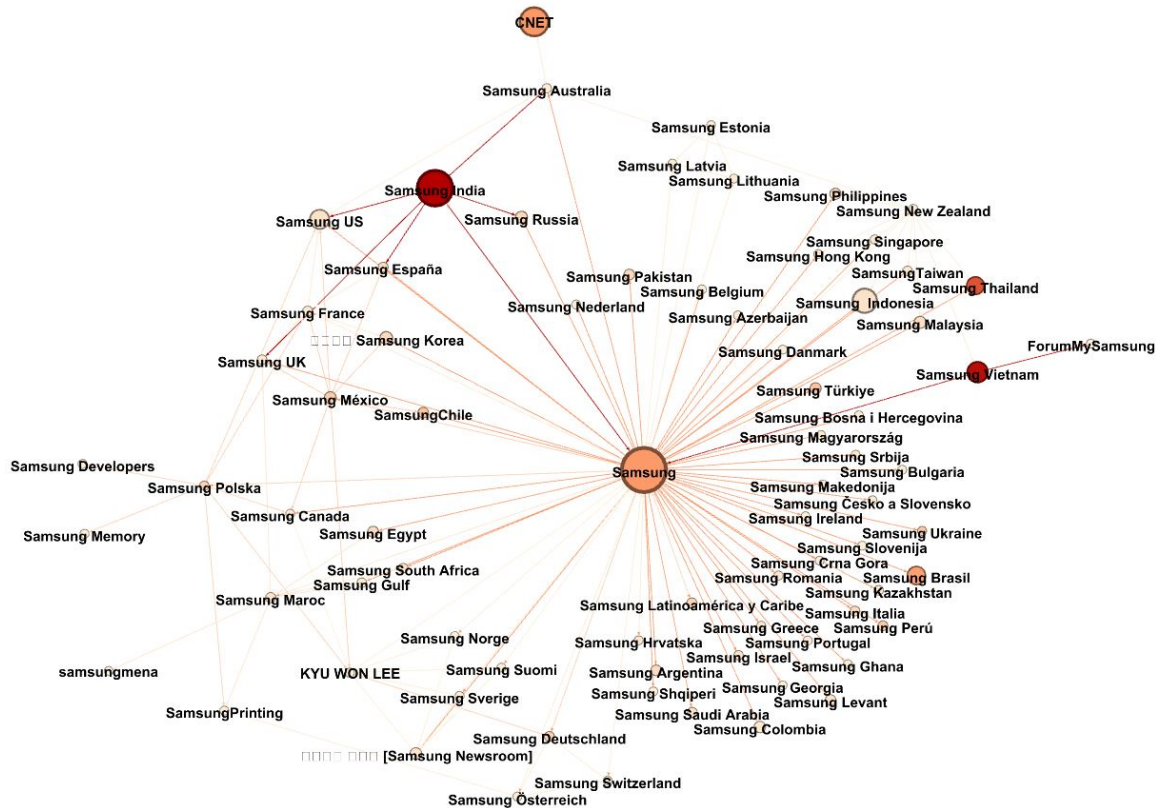 CNET
Samsung Australia
Samsung Estonia
Samsung Latvia
Samsung Lithuania
Samsung India
Samsung Philippines
Samsung New Zealand
Samsung US
Samsung Russia
Samsung Singapore
Samsung Hong Kong
Samsung España
SamsungTaiwan
Samsung Pakistan
Samsung Thailand
Samsung Belgium
Samsung Indonesia
Samsung Nederland
Samsung France
Samsung Azerbaijan
Samsung Malaysia
Samsung Korea
ForumMySamsung
Samsung Danmark
Samsung UK
Samsung Vietnam
Samsung Türkiye
Samsung México
SamsungChile
Samsung Bosna i Hercegovina
Samsung Magyarország
Samsung Srbija
Samsung Developers
Samsung
Samsung Bulgaria
Samsung Polska
Samsung Makedonija
Samsung Česko a Slovensko
Samsung Canada
Samsung Ireland
Samsung Memory
Samsung Egypt
Samsung Ukraine
Samsung Slovenija
Samsung Crna Gora
Samsung South Africa
Samsung Romania
Samsung Brasil
Samsung Gulf
Samsung Kazakhstan
Samsung Maroc
Samsung Latinoamérica y Caribe
Samsung Italia
Samsung Greece
Samsung Perú
Samsung Norge
Samsung Hrvatska
Samsung Portugal
Samsung Israel
samsungmena
KYU WON LEE
Samsung Suomi
Samsung Argentina
Samsung Ghana
Samsung Sverige
Samsung Shqiperi
Samsung Georgia
Samsung Levant
SamsungPrinting
Samsung Saudi Arabia
Samsung Colombia
Samsung Deutschland
[Samsung Newsroom]
Samsung Switzerland
Samsung Österreich